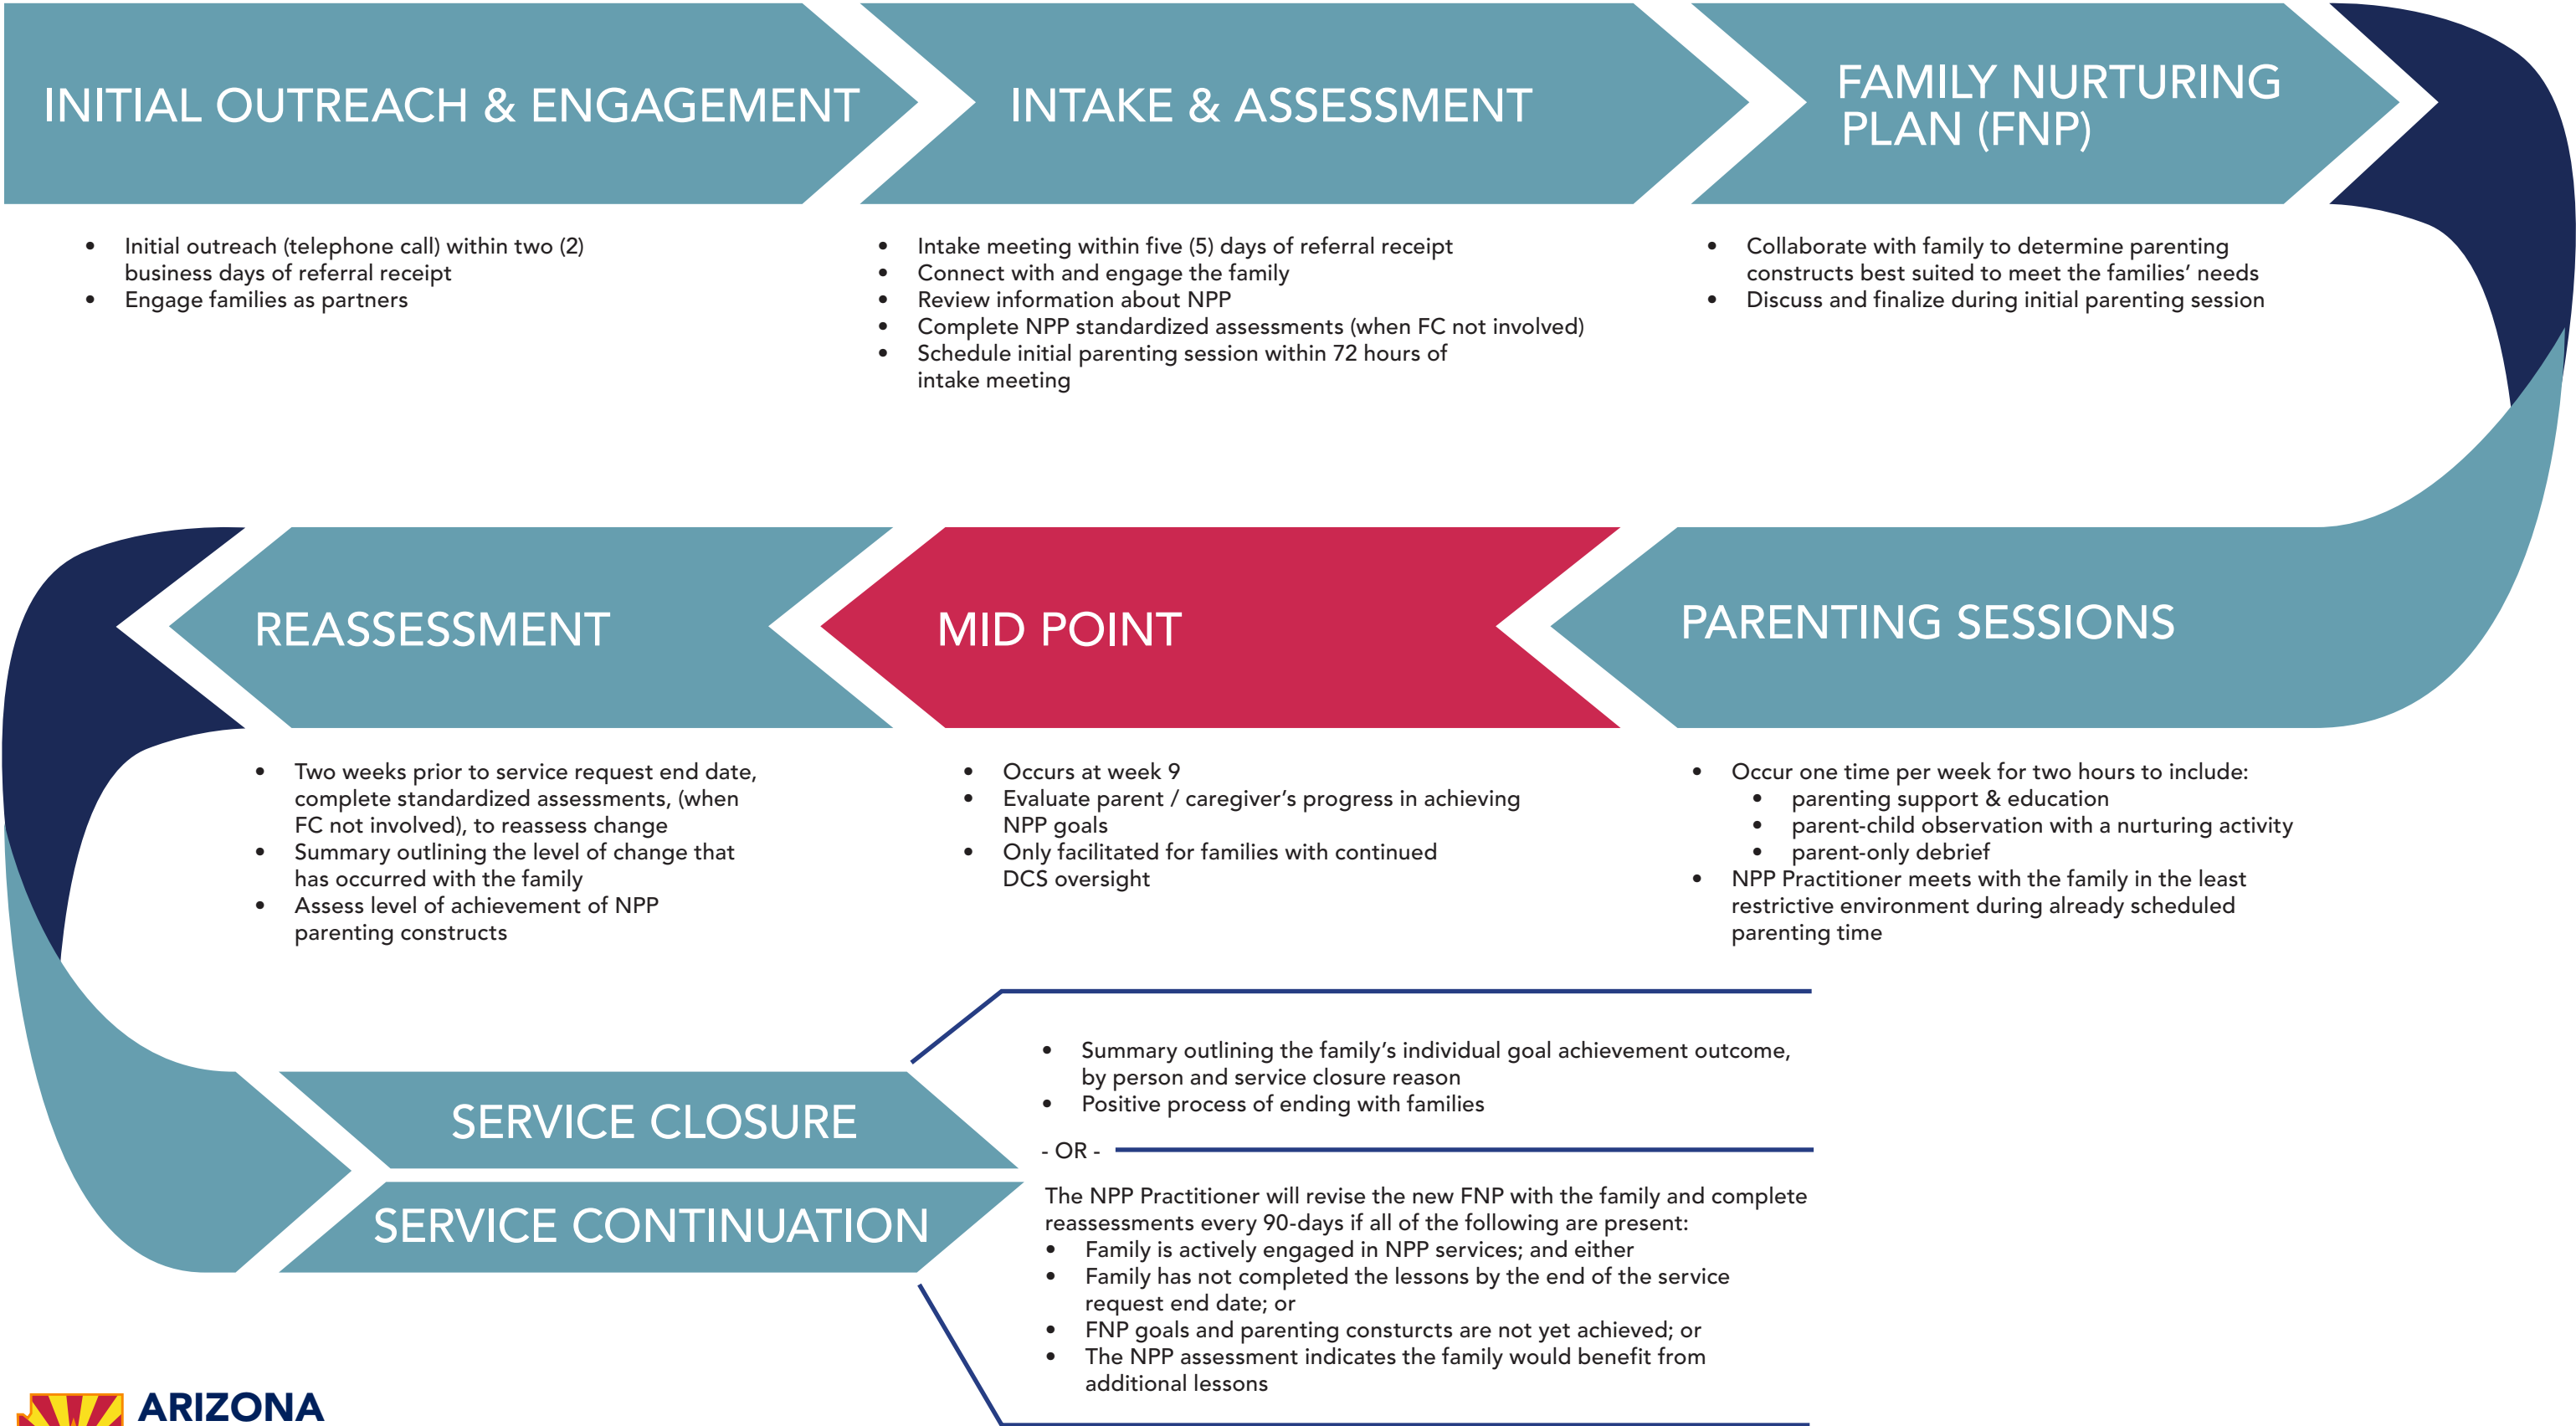 INITIAL OUTREACH & ENGAGEMENT
• Initial outreach (telephone call) within two (2)
business days of referral receipt
• Engage families as partners
INTAKE & ASSESSMENT
• Intake meeting within five (5) days of referral receipt
• Connect with and engage the family
• Review information about NPP
• Complete NPP standardized assessments (when FC not involved)
• Schedule initial parenting session within 72 hours of
intake meeting
FAMILY NURTURING
PLAN (FNP)
• Collaborate with family to determine parenting
constructs best suited to meet the families’ needs
• Discuss and finalize during initial parenting session
PARENTING SESSIONS
• Occur one time per week for two hours to include:
• parenting support & education
• parent-child observation with a nurturing activity
• parent-only debrief
• NPP Practitioner meets with the family in the least
restrictive environment during already scheduled
parenting time
MID POINT
• Occurs at week 9
• Evaluate parent / caregiver’s progress in achieving
NPP goals
• Only facilitated for families with continued
DCS oversight
REASSESSMENT
• Two weeks prior to service request end date,
complete standardized assessments, (when
FC not involved), to reassess change
• Summary outlining the level of change that
has occurred with the family
• Assess level of achievement of NPP
parenting constructs
SERVICE CLOSURE
• Summary outlining the family’s individual goal achievement outcome,
by person and service closure reason
• Positive process of ending with families
- OR -
SERVICE CONTINUATION
The NPP Practitioner will revise the new FNP with the family and complete
reassessments every 90-days if all of the following are present:
• Family is actively engaged in NPP services; and either
• Family has not completed the lessons by the end of the service
request end date; or
• FNP goals and parenting consturcts are not yet achieved; or
• The NPP assessment indicates the family would benefit from
additional lessons
ARIZONA